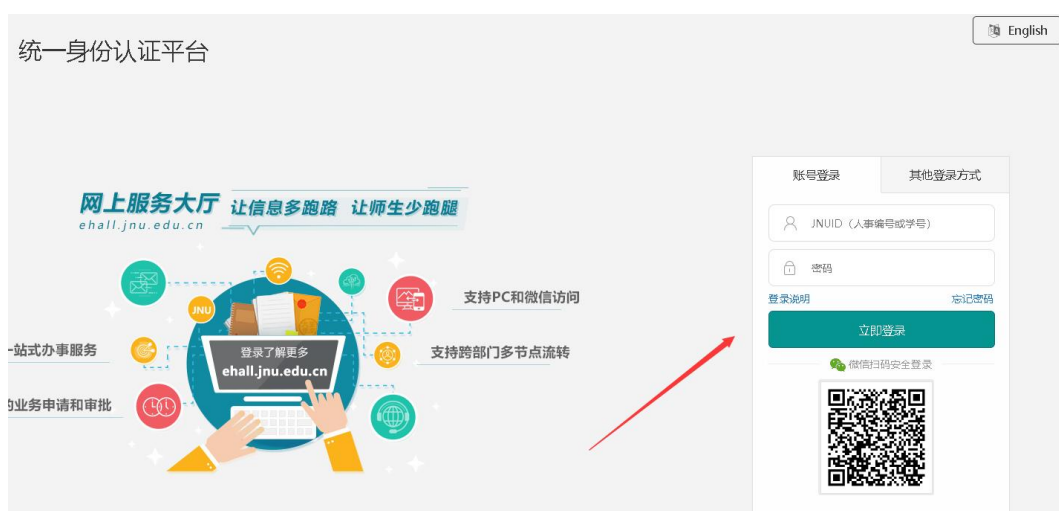 English
统一身份认证平台
账号登录
其他登录方式
网上服务大厅
让信息多跑路 让师生少跑腿
ehall.jnu.edu.cn
JNUID（人事编号或学号）
密码
登录说明
忘记密码
立即登录
微信扫码安全登录
JNU
支持PC和微信访问
一站式办事服务
登录了解更多
ehall.jnu.edu.cn
支持跨部门多节点流转
的业务申请和审批